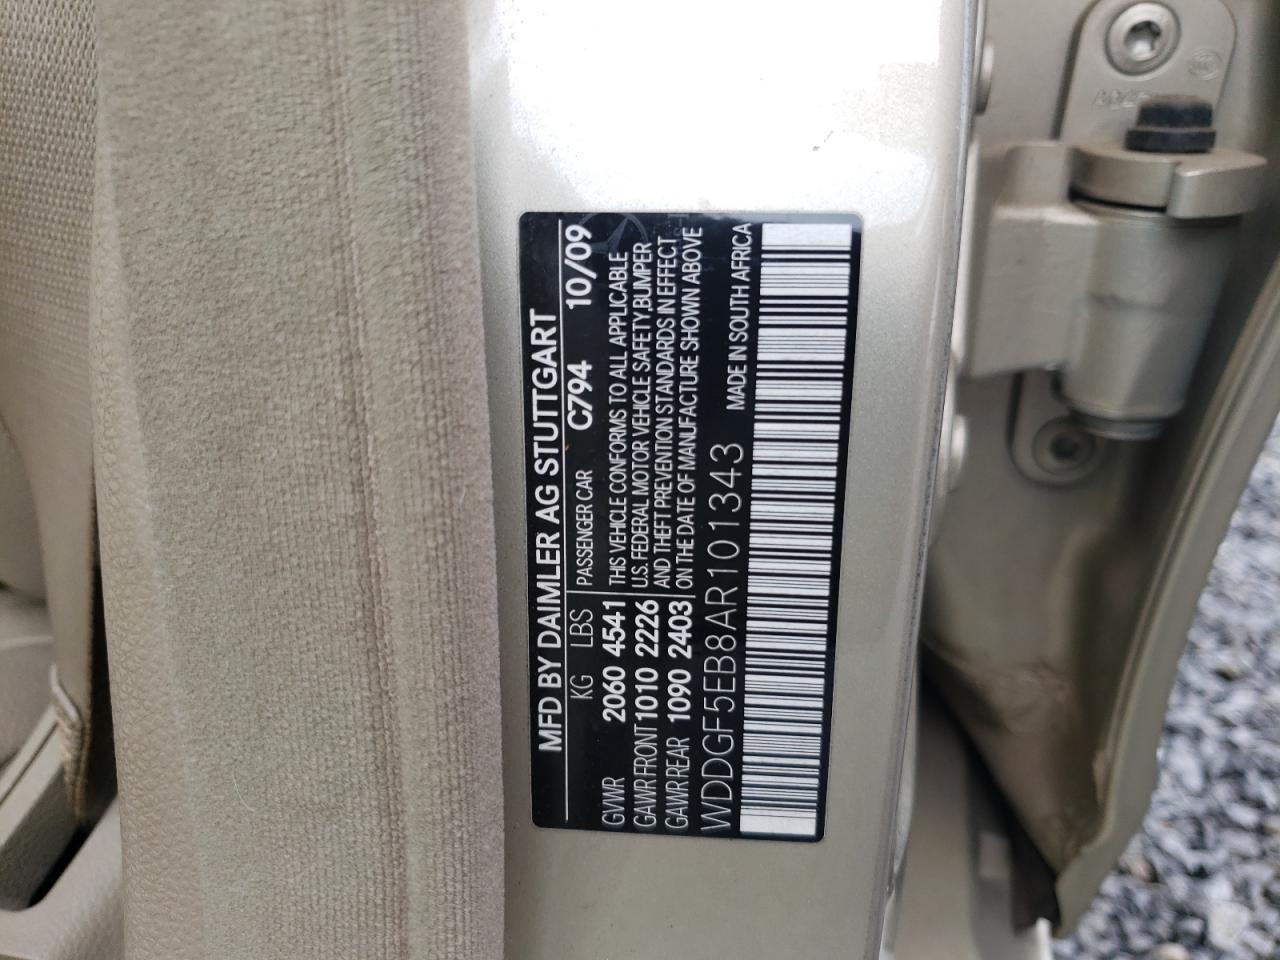 MFD BY DAIMLER AG STUTTGART
KG LBS PASSENGER CAR C794 10/09
GVWR 2060 4541 THIS VEHICLE CONFORMS TO ALL APPLICABLE
GAWR FRONT 1010 2226 U.S. FEDERAL MOTOR VEHICLE SAFETY,BUMPER
GAWR REAR 1090 2403 AND THEFT PREVENTION STANDARDS IN EFFECT
ON THE DATE OF MANUFACTURE SHOWN ABOVE
WDDGF5EB8AR101343 MADE IN SOUTH AFRICA